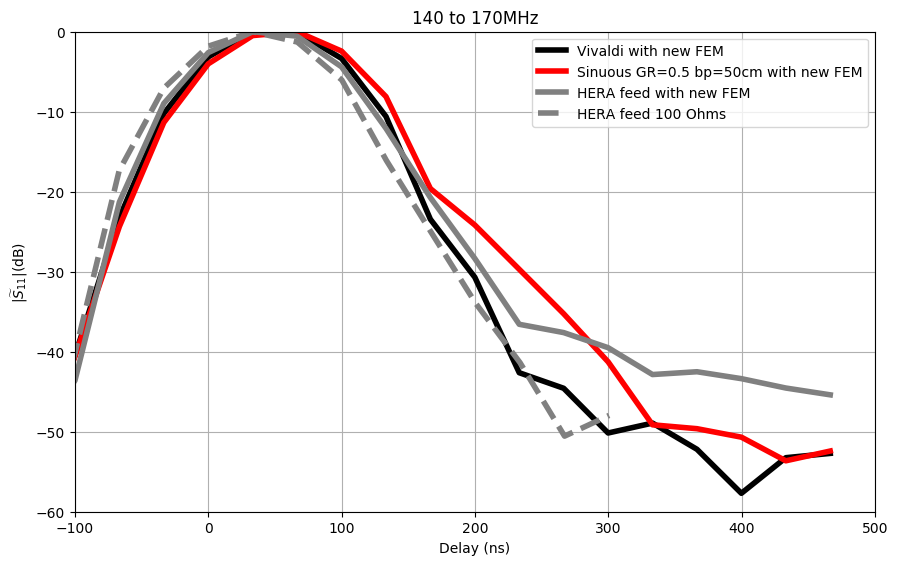 140 to 170MHz
Vivaldi with new FEM
Sinuous GR=0.5 bp=50cm with new FEM
HERA feed with new FEM
HERA feed 100 Ohms
|S̃₁₁|(dB)
0
−10
−20
−30
−40
−50
−60
−100 0 100 200 300 400 500
Delay (ns)